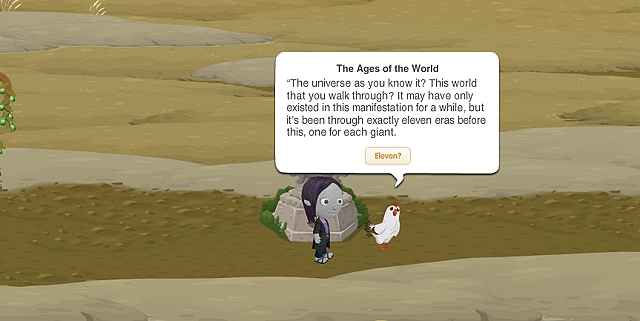 The Ages of the World
“The universe as you know it? This world
that you walk through? It may have only
existed in this manifestation for a while, but
it's been through exactly eleven eras before
this, one for each giant.
Eleven?